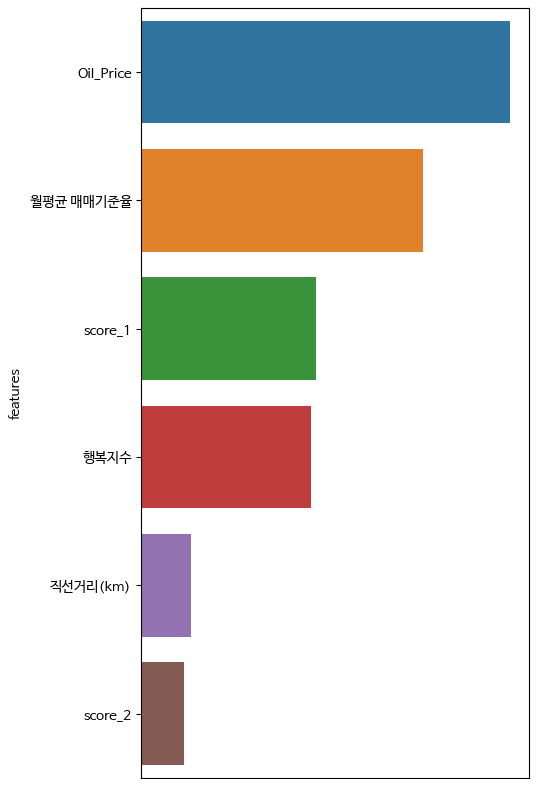 Oil_Price
월평균 매매기준율
score_1
features
행복지수
직선거리(km)
score_2